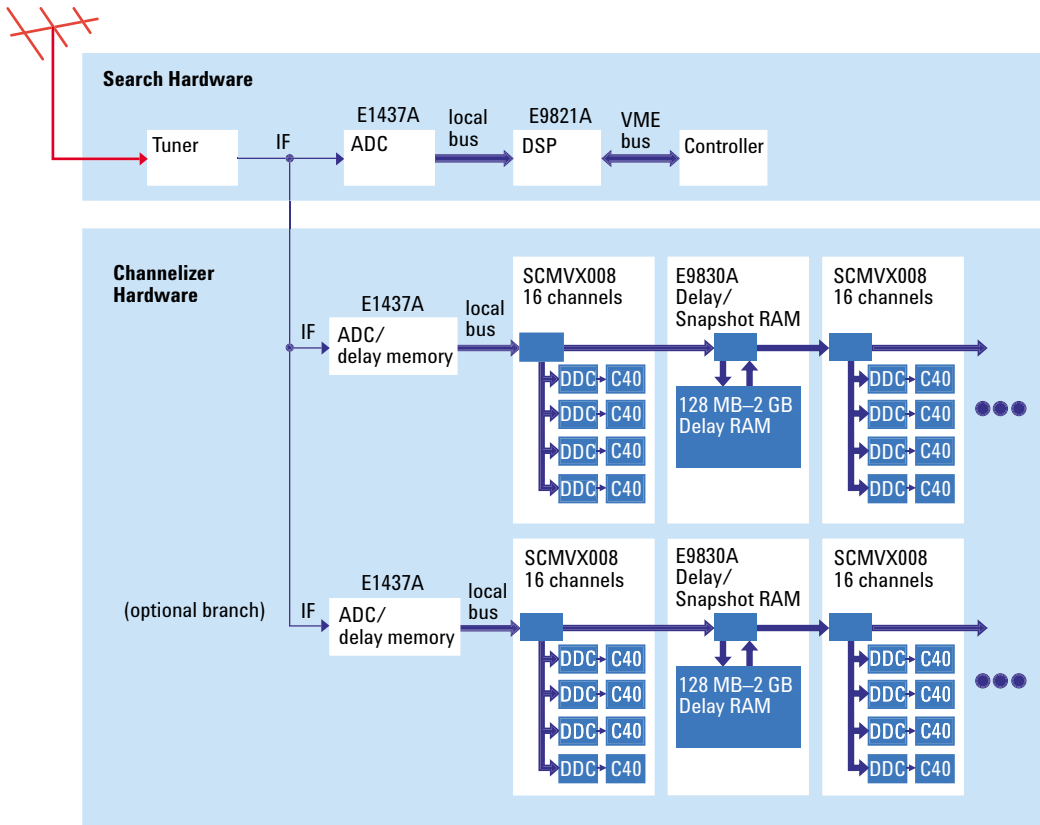 Search Hardware
Tuner
IF
E1437A
ADC
local
bus
E9821A
DSP
VME
bus
Controller
Channelizer
Hardware
IF
E1437A
ADC/
delay memory
local
bus
SCMVX008
16 channels
DDC C40
DDC C40
DDC C40
DDC C40
E9830A
Delay/
Snapshot RAM
128 MB–2 GB
Delay RAM
SCMVX008
16 channels
DDC C40
DDC C40
DDC C40
DDC C40
(optional branch)
IF
E1437A
ADC/
delay memory
local
bus
SCMVX008
16 channels
DDC C40
DDC C40
DDC C40
DDC C40
E9830A
Delay/
Snapshot RAM
128 MB–2 GB
Delay RAM
SCMVX008
16 channels
DDC C40
DDC C40
DDC C40
DDC C40